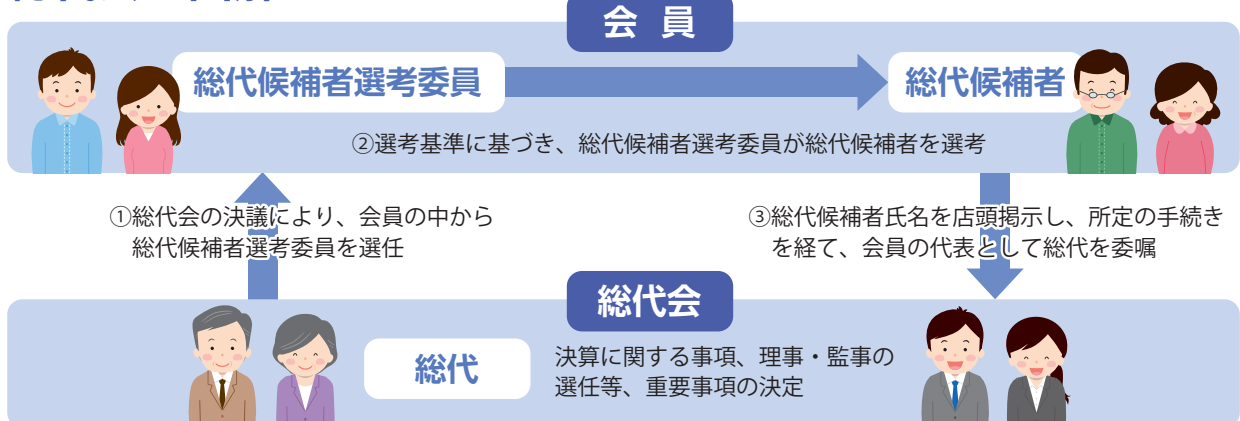 会員
総代候補者選考委員
総代候補者
②選考基準に基づき、総代候補者選考委員が総代候補者を選考
①総代会の決議により、会員の中から
総代候補者選考委員を選任
③総代候補者氏名を店頭掲示し、所定の手続き
を経て、会員の代表として総代を委嘱
総代会
総代
決算に関する事項、理事・監事の
選任等、重要事項の決定